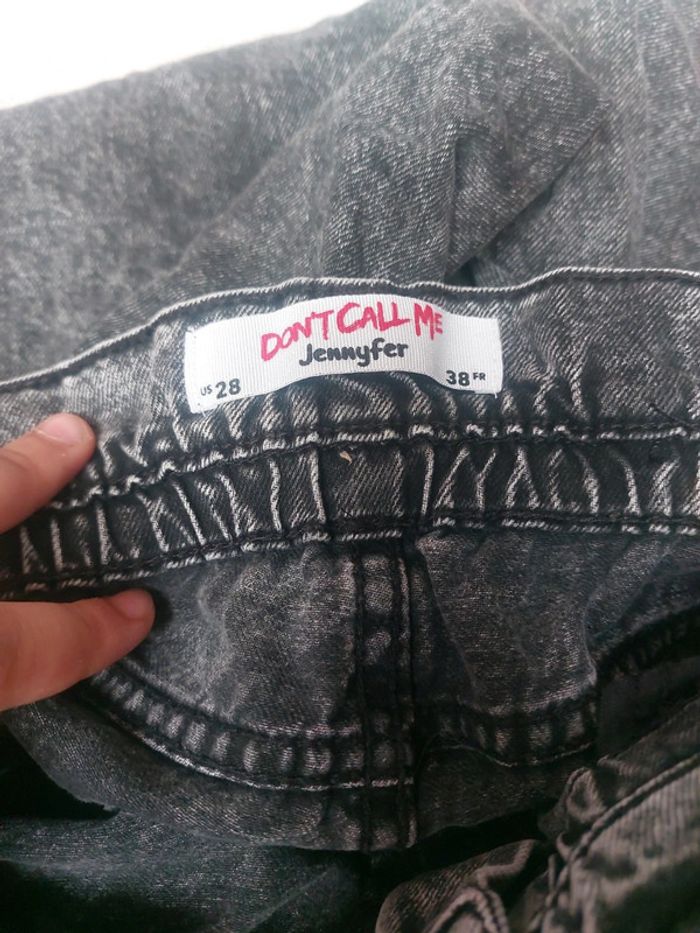 DON'T CALL ME
Jennyfer
US 28
38 FR